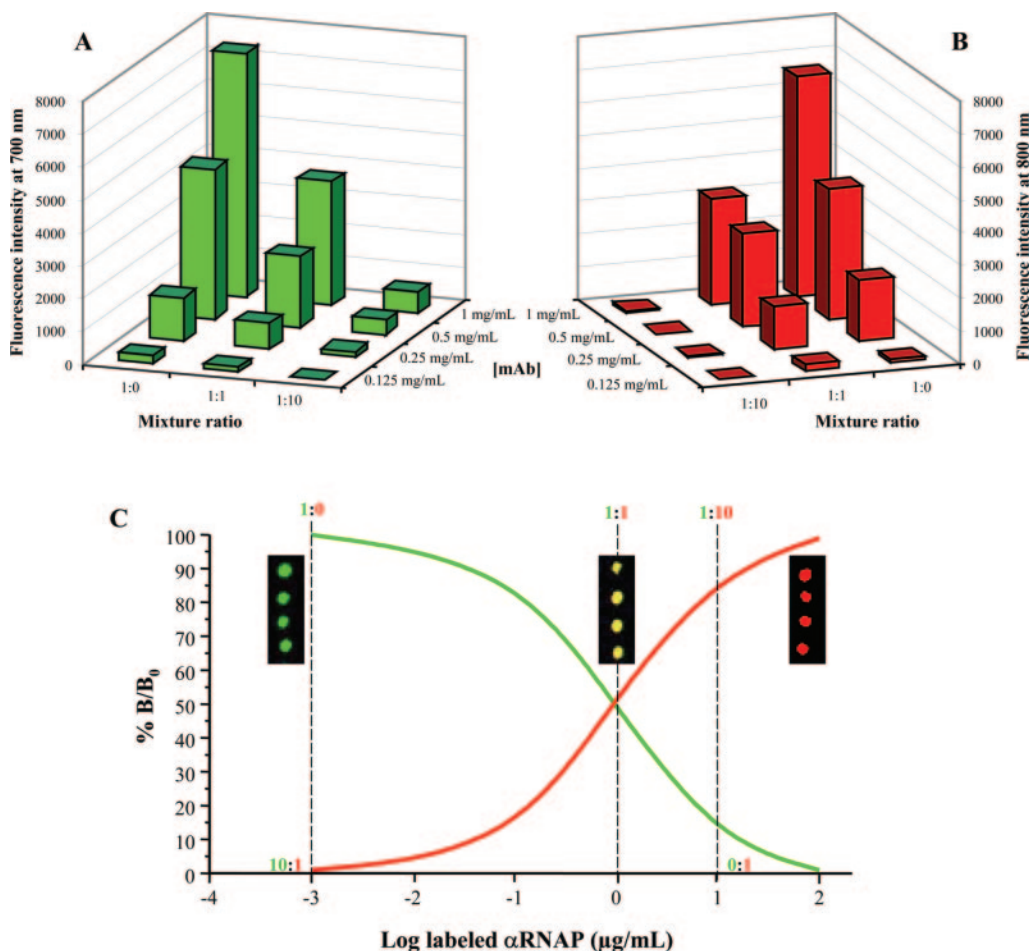 A
Fluorescence intensity at 700 nm
8000
7000
6000
5000
4000
3000
2000
1000
0
1:0
1:1
1:10
Mixture ratio
1 mg/mL
0.5 mg/mL
0.25 mg/mL
0.125 mg/mL
[mAb]
B
1 mg/mL
0.5 mg/mL
0.25 mg/mL
0.125 mg/mL
1:10
1:1
1:0
Mixture ratio
8000
7000
6000
5000
4000
3000
2000
1000
0
Fluorescence intensity at 800 nm
C
1:0
1:1
1:10
% B/B0
100
90
80
70
60
50
40
30
20
10
0
10:1
0:1
-4
-3
-2
-1
0
1
2
Log labeled αRNAP (µg/mL)